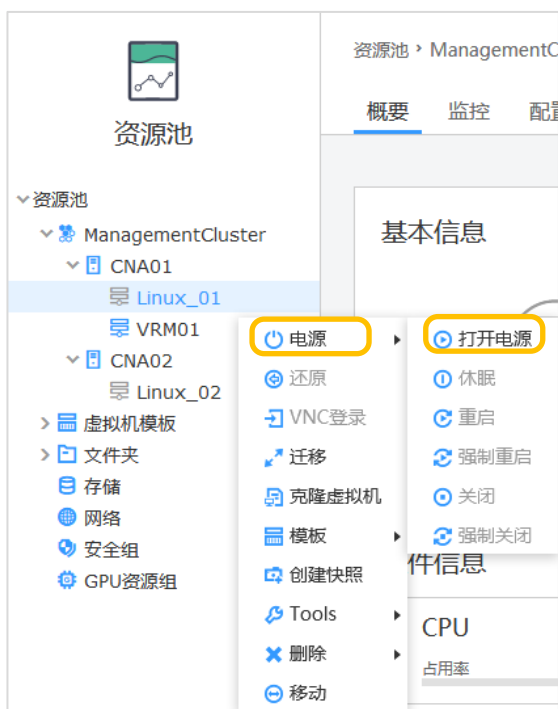 资源池
资源池 › ManagementC
概要 监控 配置
资源池
ManagementCluster
CNA01
Linux_01
VRM01
CNA02
Linux_02
虚拟机模板
文件夹
存储
网络
安全组
GPU资源组
基本信息
电源
还原
VNC登录
迁移
克隆虚拟机
模板
创建快照
Tools
删除
移动
打开电源
休眠
重启
强制重启
关闭
强制关闭
件信息
CPU
占用率